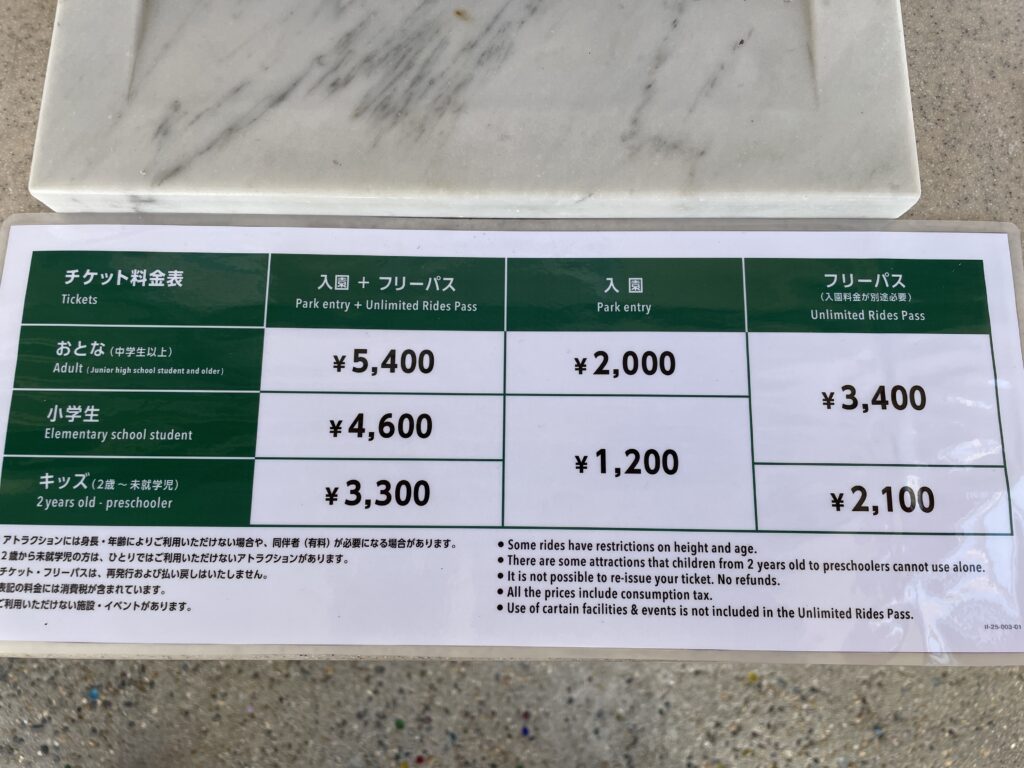 チケット料金表
Tickets
入園 + フリーパス
Park entry + Unlimited Rides Pass
入 園
Park entry
フリーパス
(入園料金が別途必要)
Unlimited Rides Pass
おとな (中学生以上)
Adult ( Junior high school student and older )
¥5,400
¥2,000
¥3,400
小学生
Elementary school student
¥4,600
¥1,200
キッズ (2歳〜未就学児)
2 years old - preschooler
¥3,300
¥2,100
アトラクションには身長・年齢によりご利用いただけない場合や、同伴者(有料)が必要になる場合があります。
2歳から未就学児の方は、ひとりではご利用いただけないアトラクションがあります。
チケット・フリーパスは、再発行および払い戻しはいたしません。
表記の料金には消費税が含まれています。
ご利用いただけない施設・イベントがあります。
● Some rides have restrictions on height and age.
● There are some attractions that children from 2 years old to preschoolers cannot use alone.
● It is not possible to re-issue your ticket. No refunds.
● All the prices include consumption tax.
● Use of cartain facilities & events is not included in the Unlimited Rides Pass.
II-25-003-01